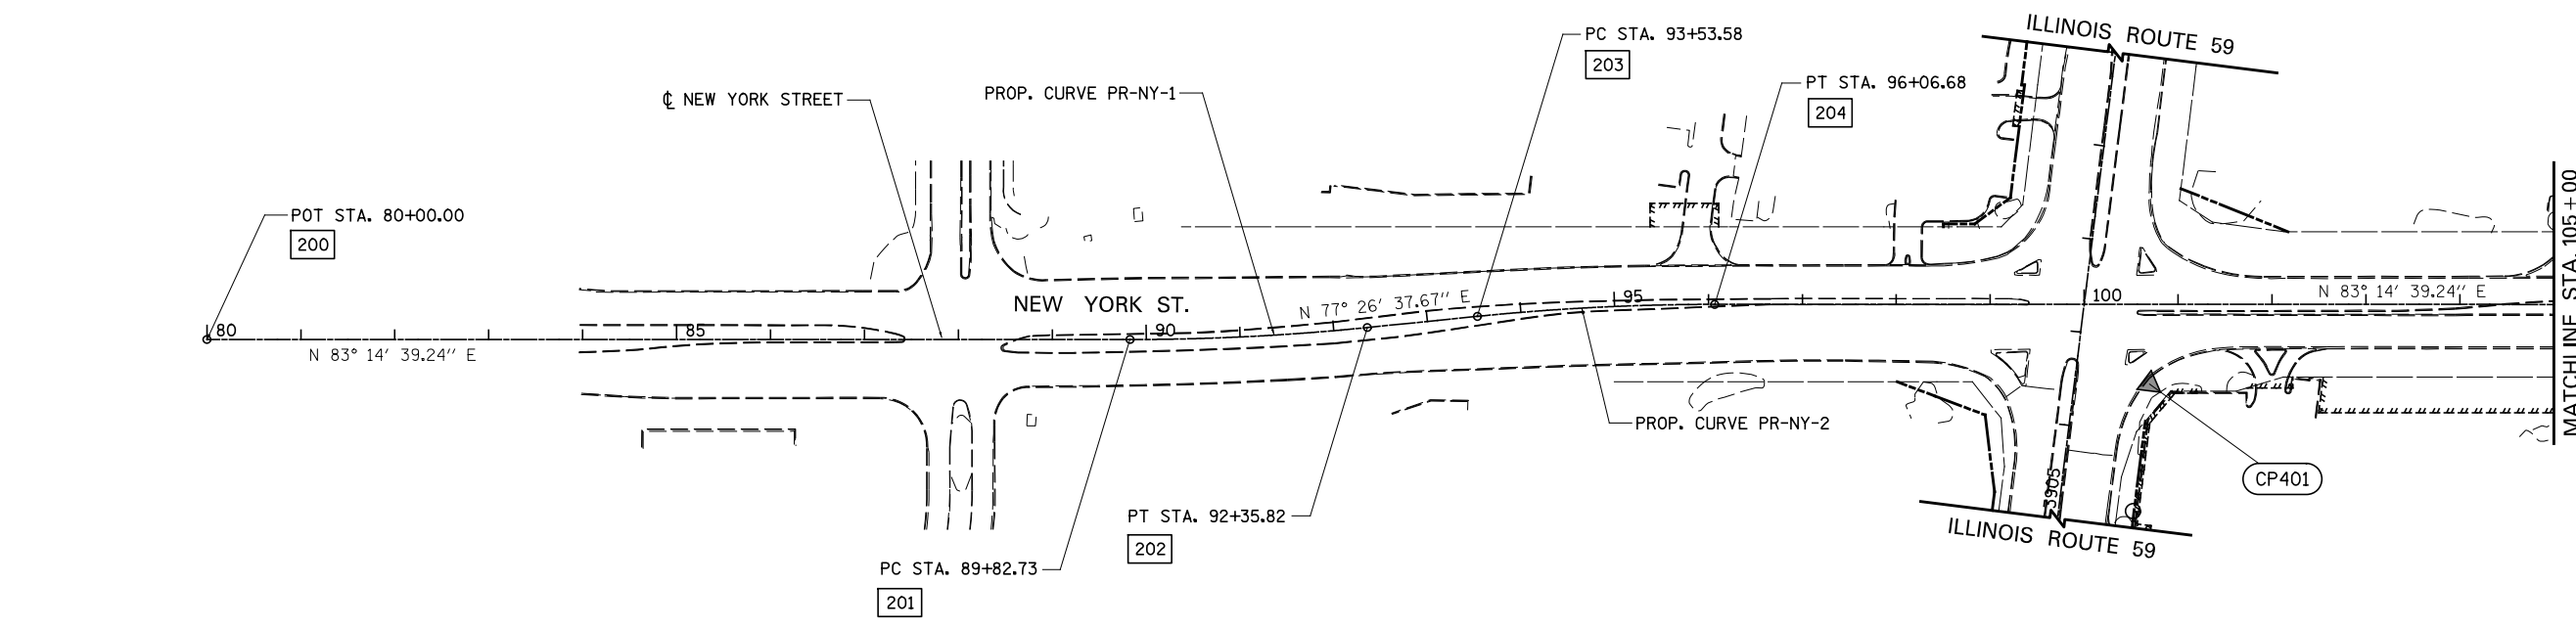 ILLINOIS ROUTE 59
PC STA. 93+53.58
203
PT STA. 96+06.68
204
℄ NEW YORK STREET
PROP. CURVE PR-NY-1
POT STA. 80+00.00
200
NEW YORK ST.
N 77° 26' 37.67" E
95
100
N 83° 14' 39.24" E
80
85
90
N 83° 14' 39.24" E
MATCHLINE STA. 105+00
PROP. CURVE PR-NY-2
CP401
3905
PT STA. 92+35.82
202
ILLINOIS ROUTE 59
PC STA. 89+82.73
201